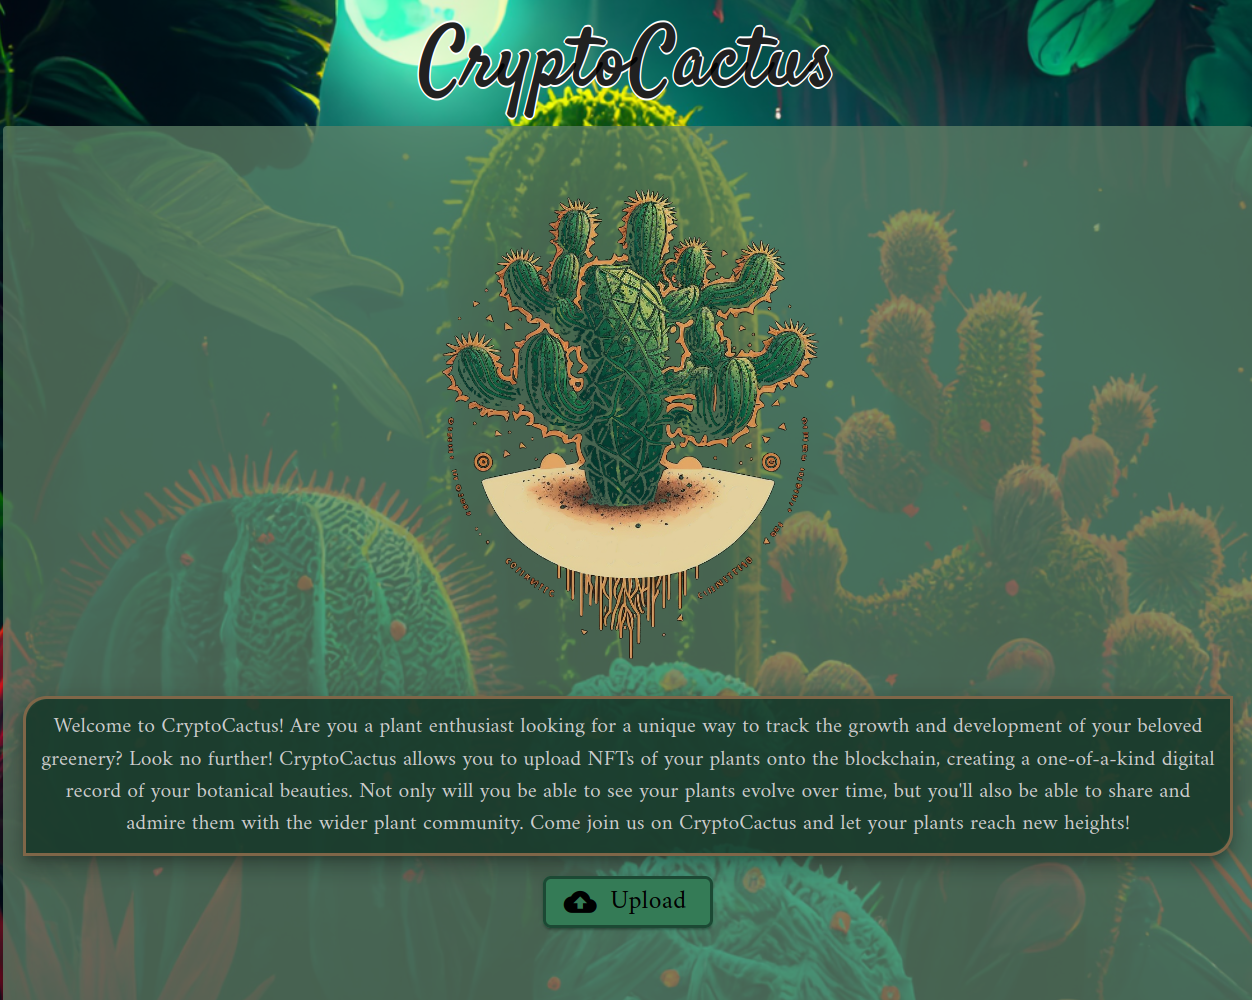 CryptoCactus
Welcome to CryptoCactus! Are you a plant enthusiast looking for a unique way to track the growth and development of your beloved
greenery? Look no further! CryptoCactus allows you to upload NFTs of your plants onto the blockchain, creating a one-of-a-kind digital
record of your botanical beauties. Not only will you be able to see your plants evolve over time, but you'll also be able to share and
admire them with the wider plant community. Come join us on CryptoCactus and let your plants reach new heights!
Upload